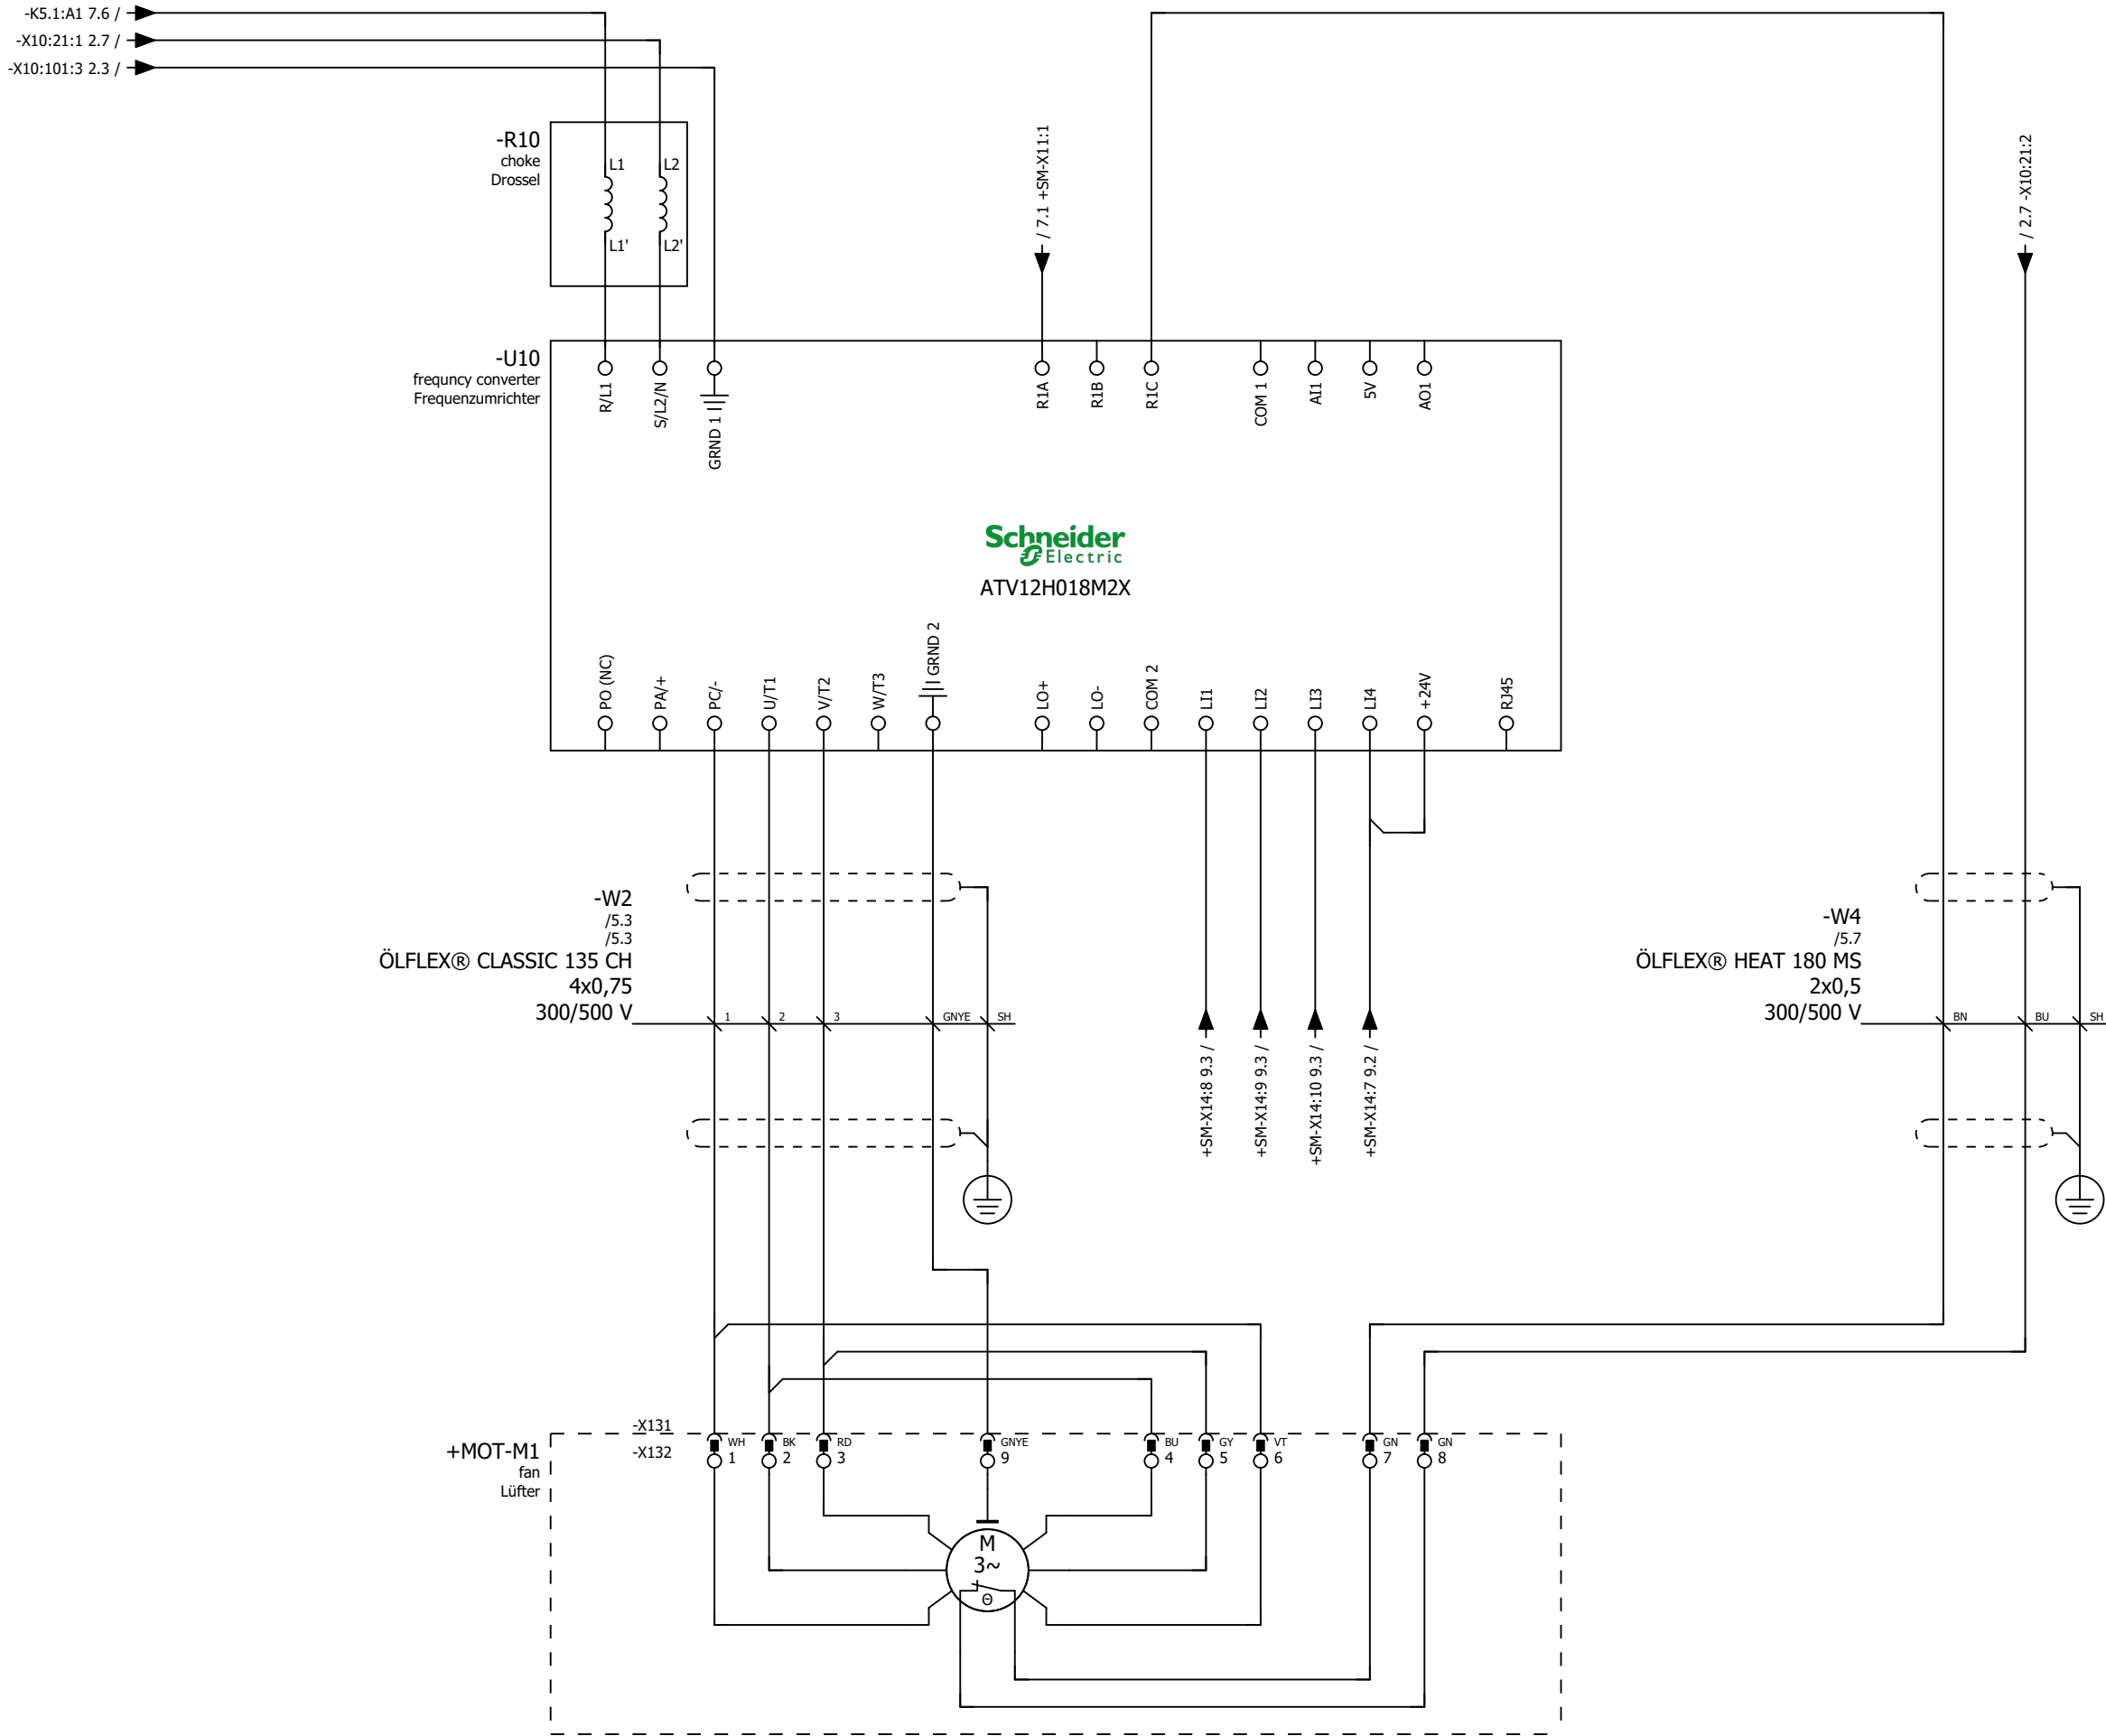 -K5.1:A1 7.6 /
-X10:21:1 2.7 /
-X10:101:3 2.3 /
-R10
choke
Drossel
L1
L2
L1'
L2'
/ 7.1 +SM-X11:1
/ 2.7 -X10:21:2
-U10
frequncy converter
Frequenzumrichter
R/L1
S/L2/N
GRND 1
R1A
R1B
R1C
COM 1
AI1
5V
AO1
Schneider
Electric
ATV12H018M2X
PO (NC)
PA/+
PC/-
U/T1
V/T2
W/T3
GRND 2
LO+
LO-
COM 2
LI1
LI2
LI3
LI4
+24V
RJ45
-W2
/5.3
/5.3
ÖLFLEX® CLASSIC 135 CH
4x0,75
300/500 V
1
2
3
GNYE
SH
+SM-X14:8 9.3 /
+SM-X14:9 9.3 /
+SM-X14:10 9.3 /
+SM-X14:7 9.2 /
-W4
/5.7
ÖLFLEX® HEAT 180 MS
2x0,5
300/500 V
BN
BU
SH
+MOT-M1
fan
Lüfter
-X131
-X132
WH
1
BK
2
RD
3
GNYE
9
BU
4
GY
5
VT
6
GN
7
GN
8
M
3~
Θ